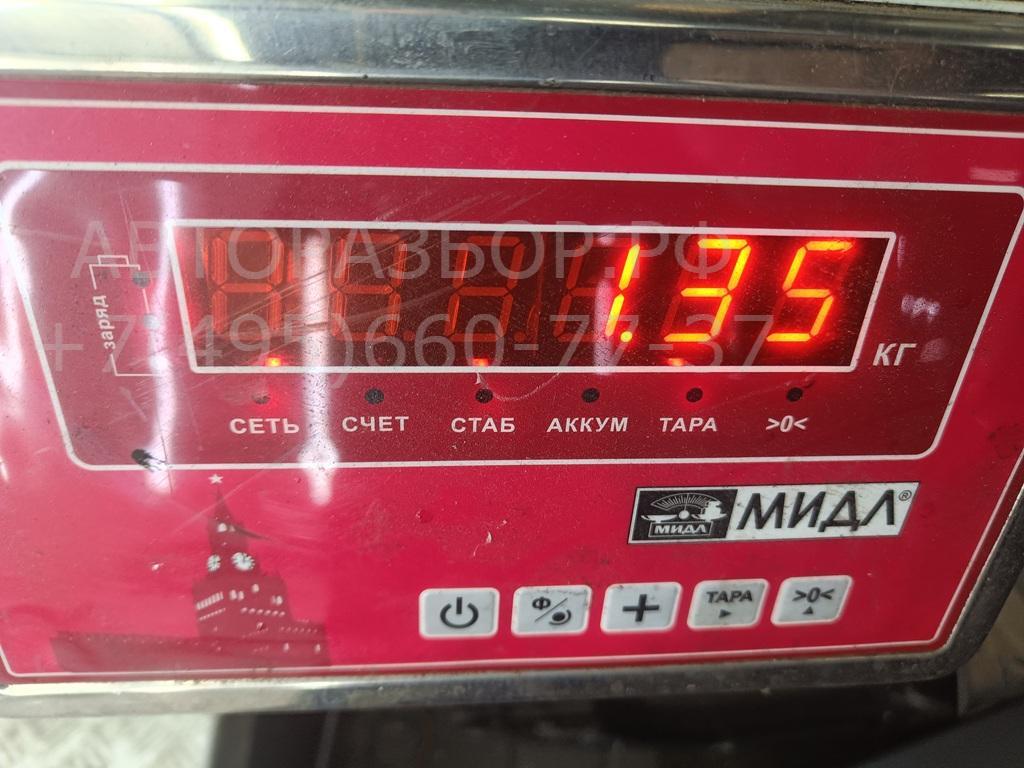 АВТОРАЗБОР.РФ
+7(495)660-77-37
1.35
КГ
заряд
СЕТЬ СЧЕТ СТАБ АККУМ ТАРА >0<
МИДЛ МИДЛ®
Ф ТАРА >0<